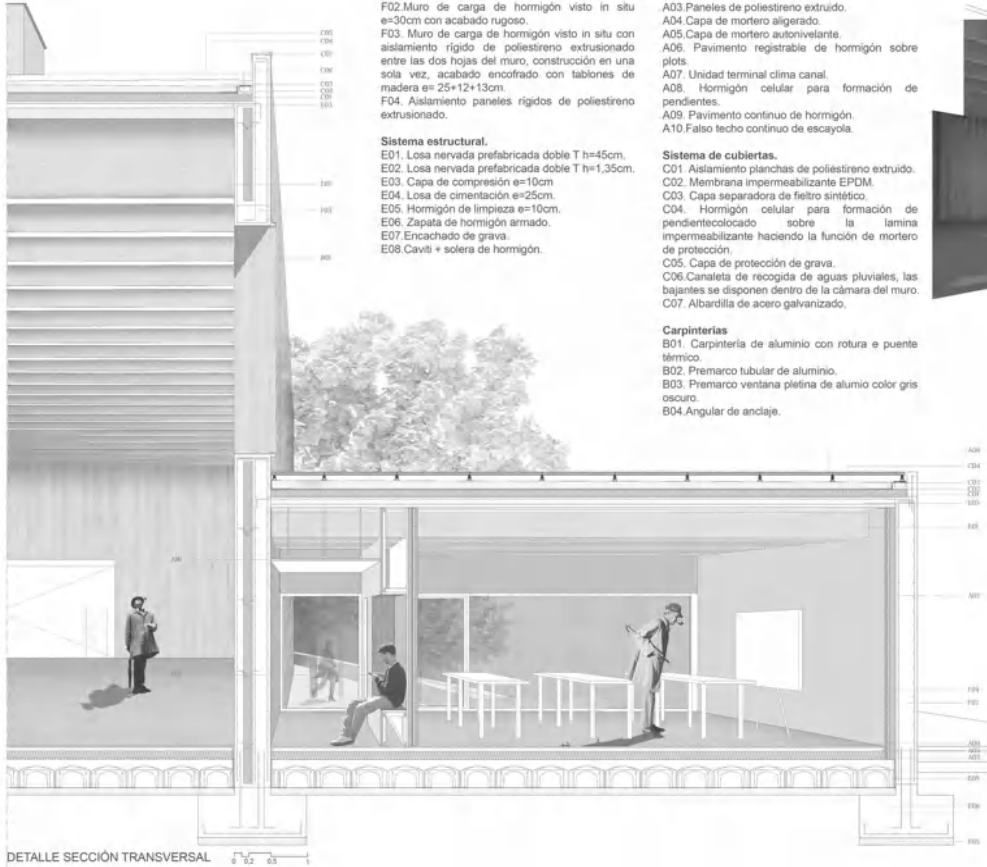 F02.Muro de carga de hormigón visto in situ
e=30cm con acabado rugoso.
F03. Muro de carga de hormigón visto in situ con
aislamiento rígido de poliestireno extrusionado
entre las dos hojas del muro, construcción en una
sola vez, acabado encofrado con tablones de
madera e= 25+12+13cm.
F04. Aislamiento paneles rígidos de poliestireno
extrusionado.
Sistema estructural.
E01. Losa nervada prefabricada doble T h=45cm.
E02. Losa nervada prefabricada doble T h=1,35cm.
E03. Capa de compresión e=10cm
E04. Losa de cimentación e=25cm.
E05. Hormigón de limpieza e=10cm.
E06. Zapata de hormigón armado.
E07.Encachado de grava.
E08.Caviti + solera de hormigón.
A03.Paneles de poliestireno extruido.
A04.Capa de mortero aligerado.
A05.Capa de mortero autonivelante.
A06. Pavimento registrable de hormigón sobre
plots.
A07. Unidad terminal clima canal.
A08. Hormigón celular para formación de
pendientes.
A09. Pavimento continuo de hormigón.
A10.Falso techo continuo de escayola.
Sistema de cubiertas.
C01. Aislamiento planchas de poliestireno extruido.
C02. Membrana impermeabilizante EPDM.
C03. Capa separadora de fieltro sintético.
C04. Hormigón celular para formación de
pendientecolocado sobre la lamina
impermeabilizante haciendo la función de mortero
de protección.
C05. Capa de protección de grava.
C06.Canaleta de recogida de aguas pluviales, las
bajantes se disponen dentro de la cámara del muro.
C07. Albardilla de acero galvanizado.
Carpinterías
B01. Carpintería de aluminio con rotura e puente
térmico.
B02. Premarco tubular de aluminio.
B03. Premarco ventana pletina de alumio color gris
oscuro.
B04.Angular de anclaje.
DETALLE SECCIÓN TRANSVERSAL
0 0,2 0,5 1